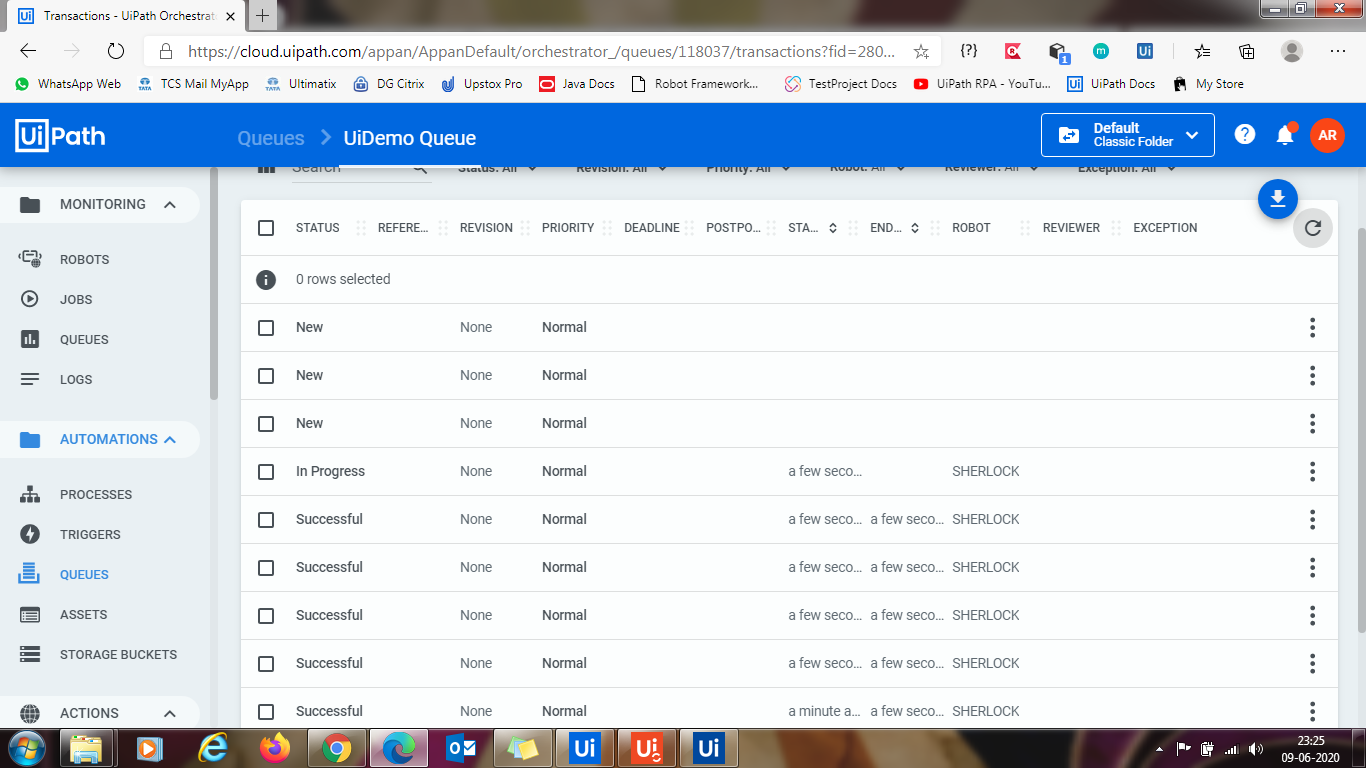 Transactions - UiPath Orchestrat
https://cloud.uipath.com/appan/AppanDefault/orchestrator_/queues/118037/transactions?fid=280...
{?} 1 m Ui
WhatsApp Web TCS Mail MyApp Ultimatix DG Citrix Upstox Pro Java Docs Robot Framework... TestProject Docs UiPath RPA - YouTu... UiPath Docs My Store
UiPath Queues UiDemo Queue Default
Classic Folder
? AR
Search Status: All Revision: All Priority: All Robot: All Reviewer: All Exception: All
MONITORING
ROBOTS
JOBS
QUEUES
LOGS
AUTOMATIONS
PROCESSES
TRIGGERS
QUEUES
ASSETS
STORAGE BUCKETS
ACTIONS
STATUS REFERE... REVISION PRIORITY DEADLINE POSTPO... STA... END... ROBOT REVIEWER EXCEPTION
0 rows selected
New None Normal
New None Normal
New None Normal
In Progress None Normal a few seco... SHERLOCK
Successful None Normal a few seco... a few seco... SHERLOCK
Successful None Normal a few seco... a few seco... SHERLOCK
Successful None Normal a few seco... a few seco... SHERLOCK
Successful None Normal a few seco... a few seco... SHERLOCK
Successful None Normal a minute a... a few seco... SHERLOCK
Ui Ui Ui
23:25
09-06-2020